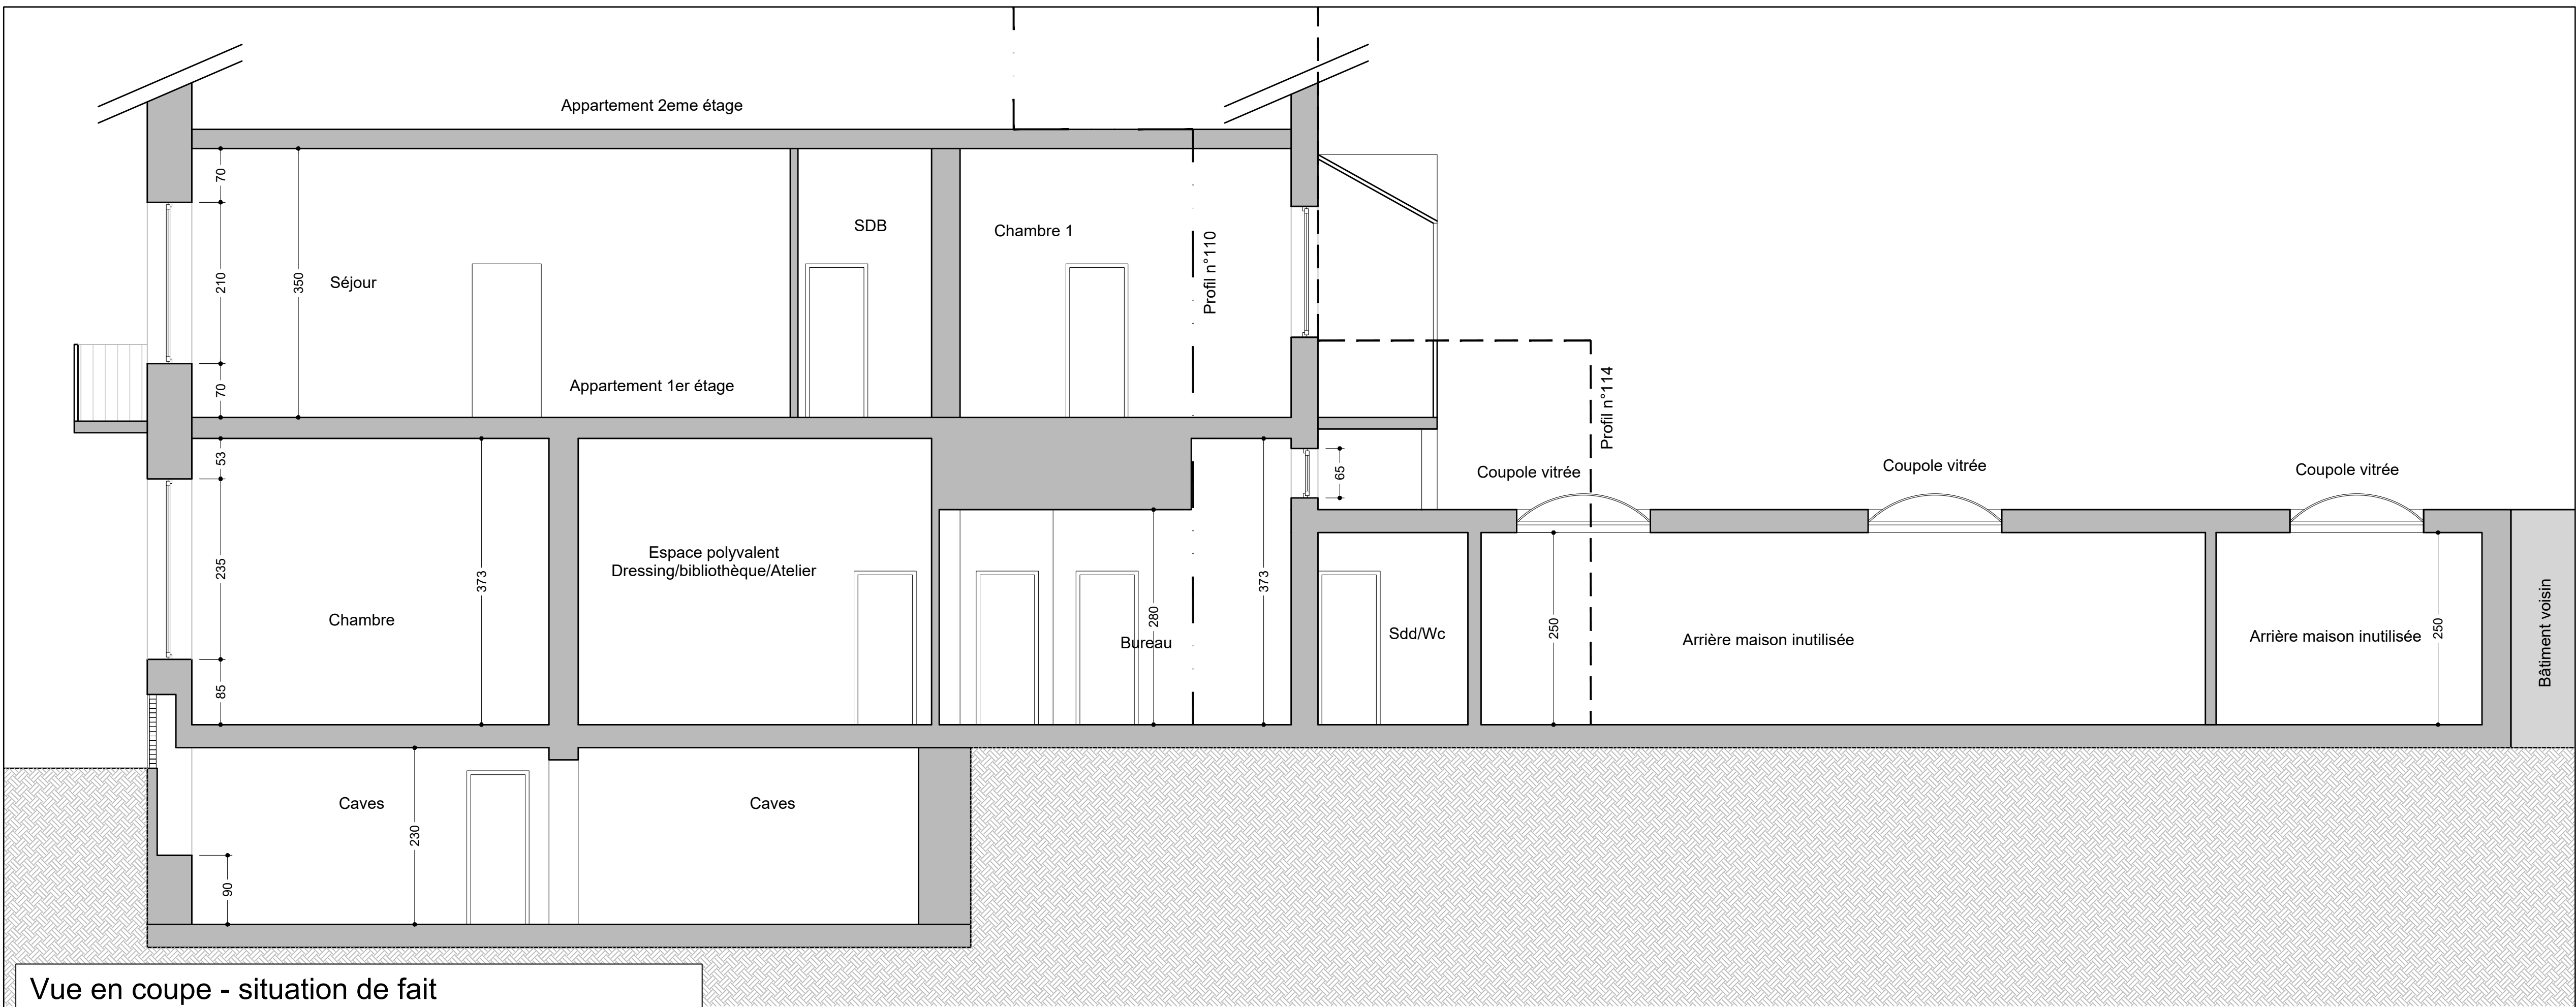 Appartement 2eme étage
70
SDB
Chambre 1
Profil n°110
210
350
Séjour
70
Appartement 1er étage
Profil n°114
53
65
Coupole vitrée
Coupole vitrée
Coupole vitrée
235
373
Espace polyvalent
Dressing/bibliothèque/Atelier
373
280
Chambre
Bureau
Sdd/Wc
250
Arrière maison inutilisée
Arrière maison inutilisée
250
Bâtiment voisin
85
Caves
Caves
230
90
Vue en coupe - situation de fait